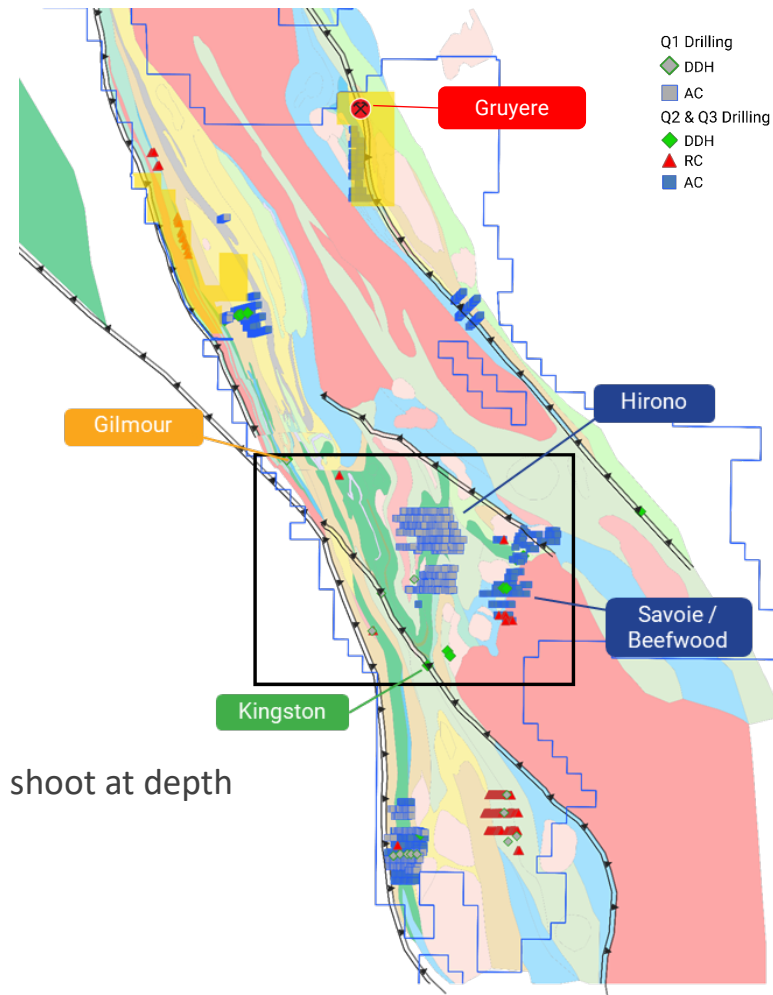 Q1 Drilling
DDH
AC
Q2 & Q3 Drilling
DDH
RC
AC
Gruyere
Hirono
Gilmour
Savoie /
Beefwood
Kingston
shoot at depth